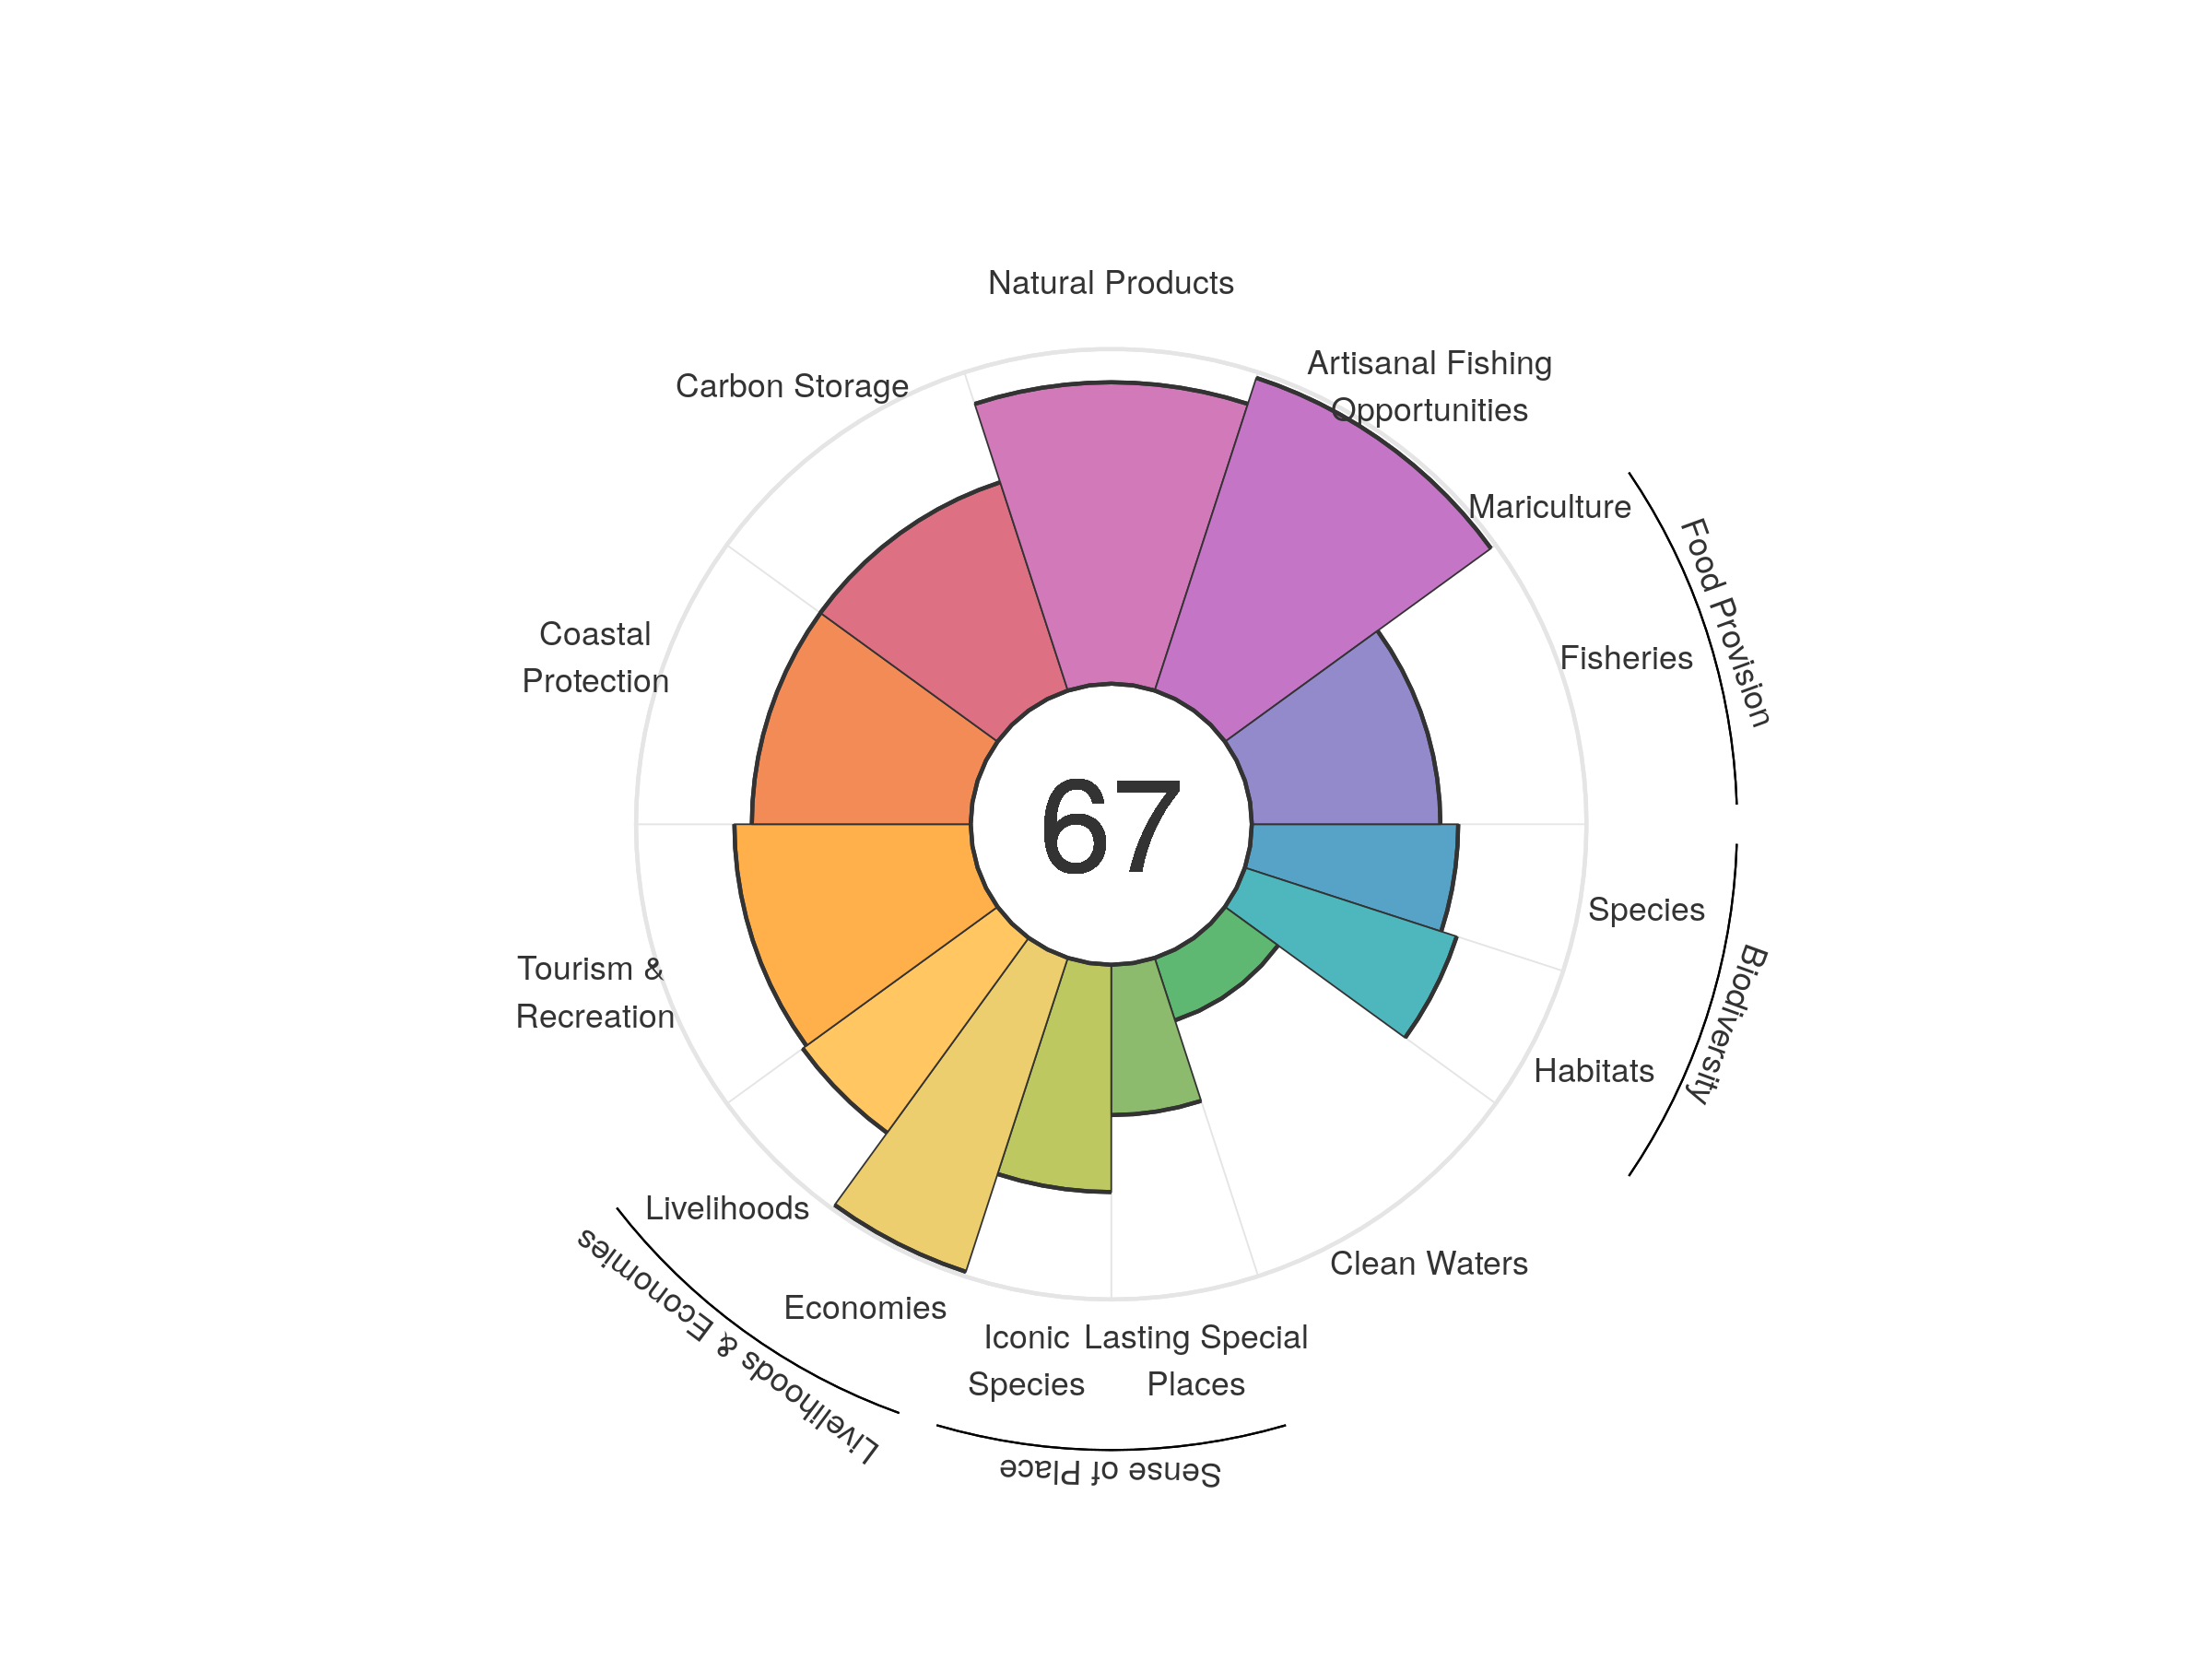 Natural Products
Artisanal Fishing
Opportunities
Carbon Storage
Mariculture
Food Provision
Fisheries
Coastal
Protection
67
Species
Biodiversity
Tourism &
Recreation
Habitats
Livelihoods
Clean Waters
Economies
Livelihoods & Economies
Iconic
Species
Lasting Special
Places
Sense of Place